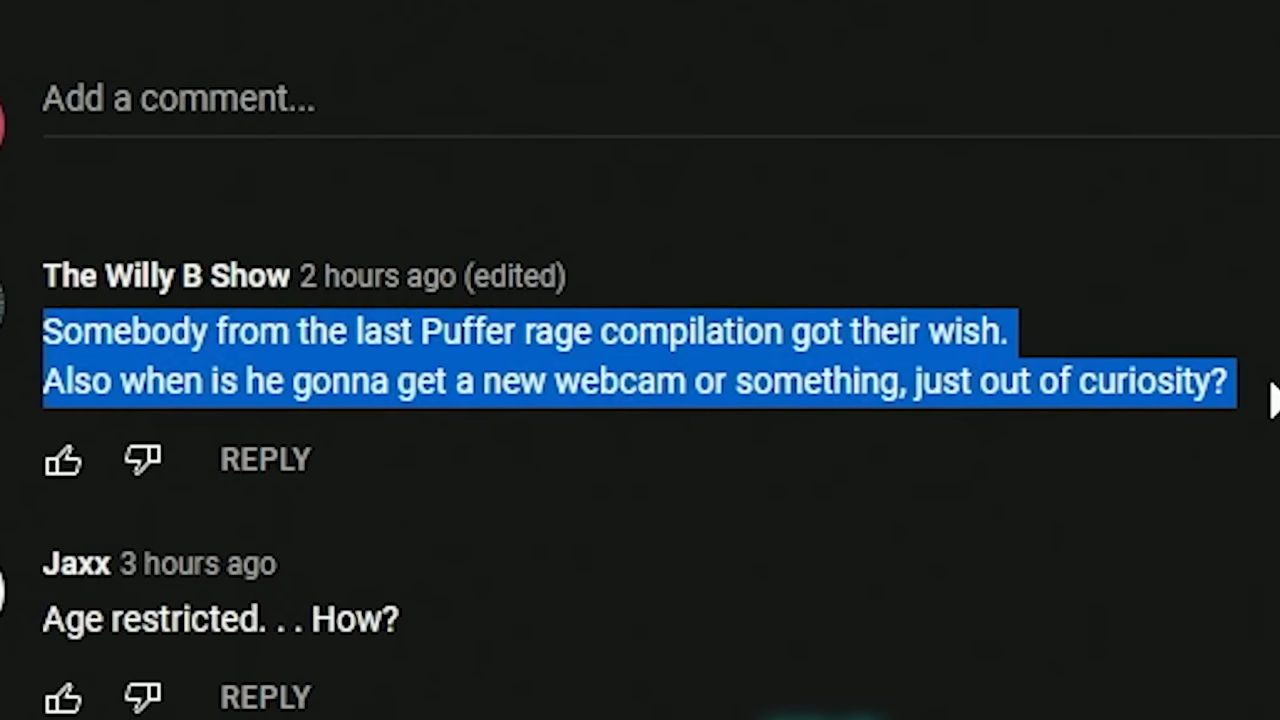 Add a comment...
The Willy B Show 2 hours ago (edited)
Somebody from the last Puffer rage compilation got their wish.
Also when is he gonna get a new webcam or something, just out of curiosity?
REPLY
Jaxx 3 hours ago
Age restricted. . . How?
REPLY